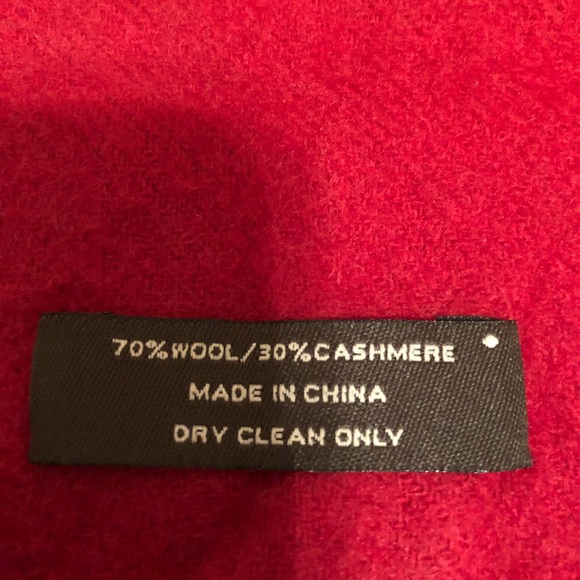 70%WOOL/30%CASHMERE
MADE IN CHINA
DRY CLEAN ONLY